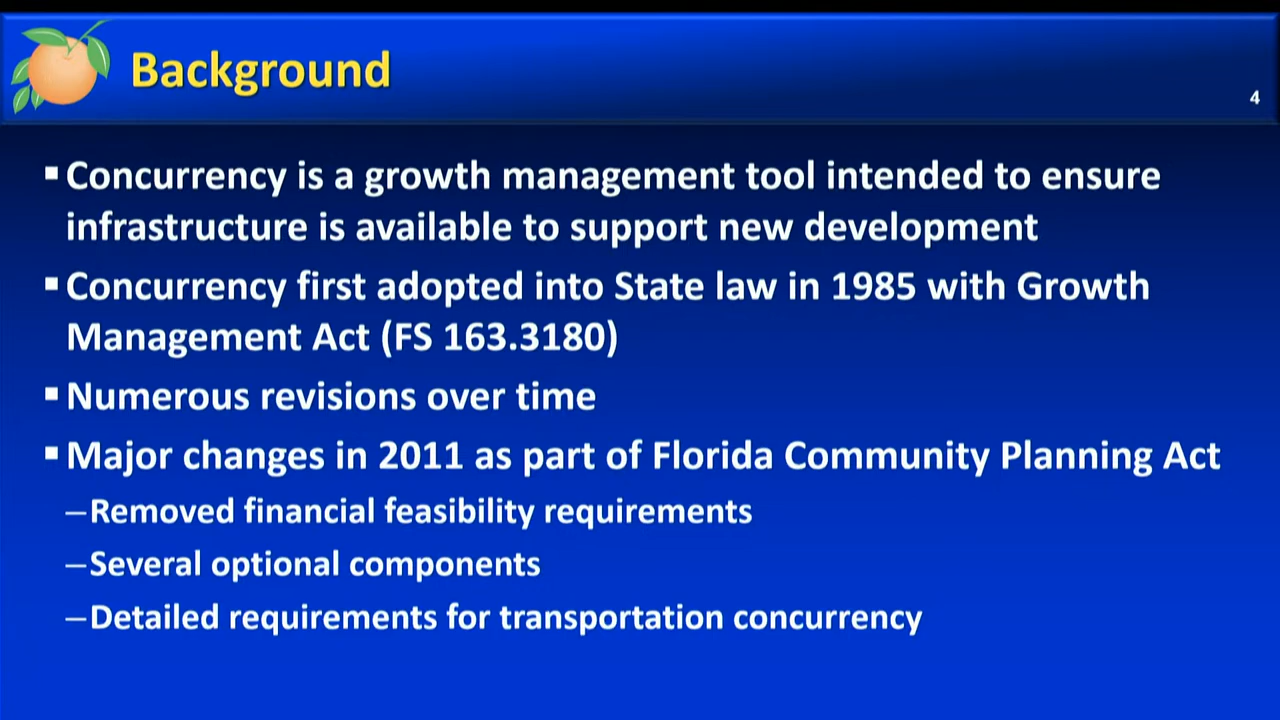 Background
4
▪Concurrency is a growth management tool intended to ensure
infrastructure is available to support new development
▪Concurrency first adopted into State law in 1985 with Growth
Management Act (FS 163.3180)
▪Numerous revisions over time
▪Major changes in 2011 as part of Florida Community Planning Act
–Removed financial feasibility requirements
–Several optional components
–Detailed requirements for transportation concurrency